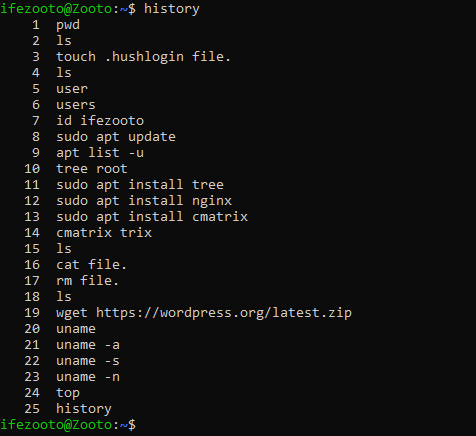 ifezooto@Zooto:~$ history
1 pwd
2 ls
3 touch .hushlogin file.
4 ls
5 user
6 users
7 id ifezooto
8 sudo apt update
9 apt list -u
10 tree root
11 sudo apt install tree
12 sudo apt install nginx
13 sudo apt install cmatrix
14 cmatrix trix
15 ls
16 cat file.
17 rm file.
18 ls
19 wget https://wordpress.org/latest.zip
20 uname
21 uname -a
22 uname -s
23 uname -n
24 top
25 history
ifezooto@Zooto:~$